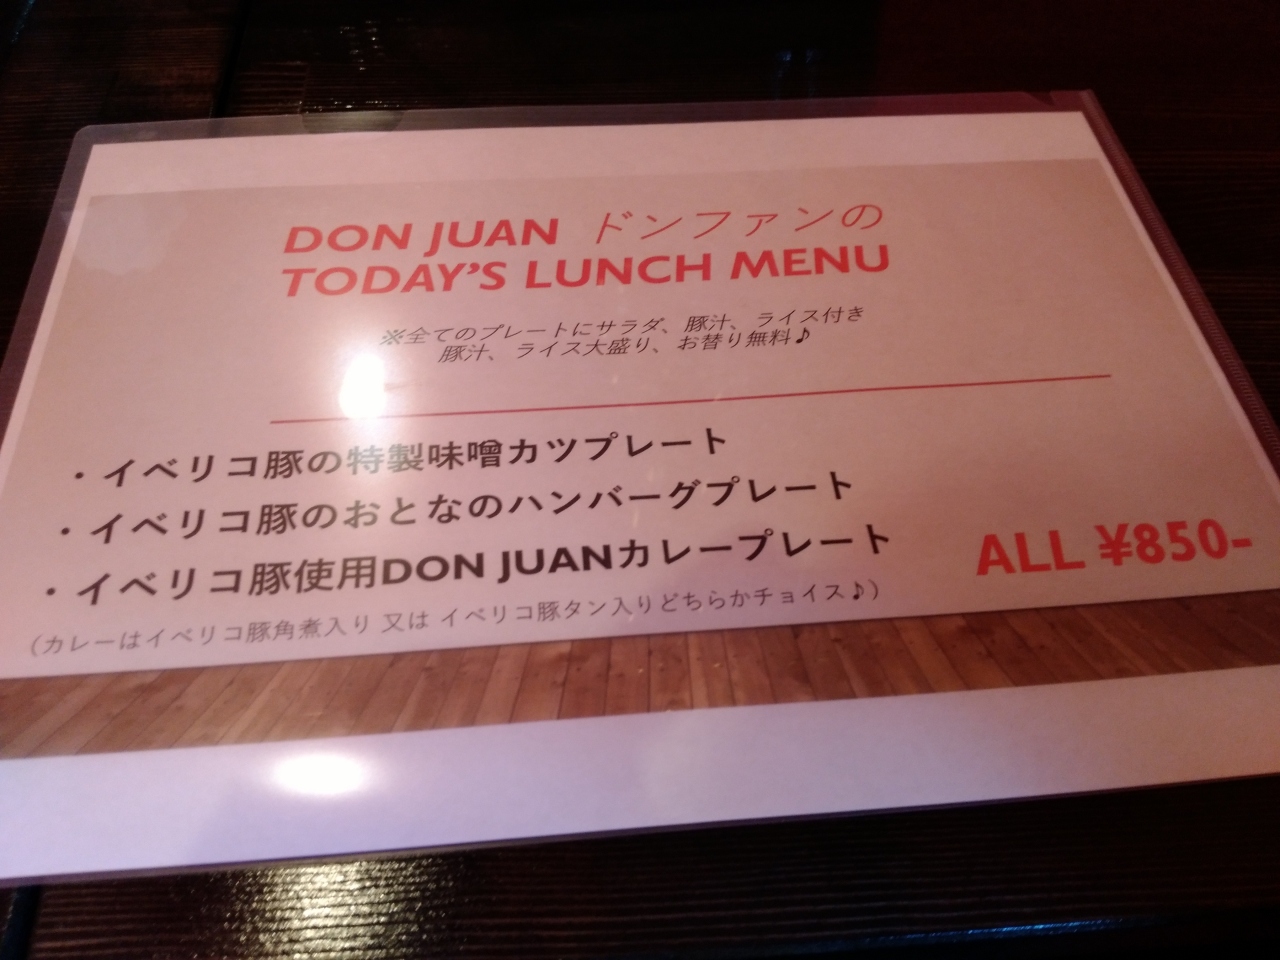 DON JUAN ドンファンの
TODAY'S LUNCH MENU
※全てのプレートにサラダ、豚汁、ライス付き
豚汁、ライス大盛り、お替り無料♪
・イベリコ豚の特製味噌カツプレート
・イベリコ豚のおとなのハンバーグプレート
・イベリコ豚使用DON JUANカレープレート
ALL ¥850-
(カレーはイベリコ豚角煮入り 又は イベリコ豚タン入りどちらかチョイス♪)